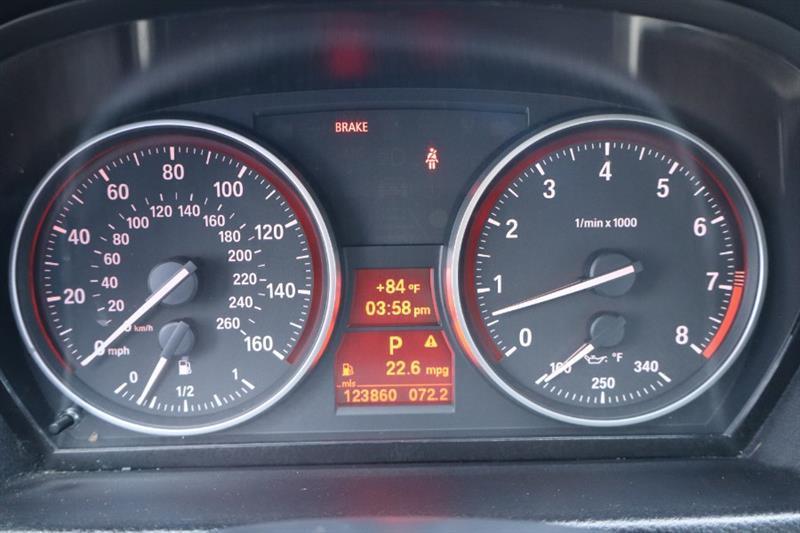 BRAKE
0 20 40 60 80 100 120 140 160
mph
20 40 60 80 100 120 140 160 180 200 220 240 260
km/h
0 1/2 1
+84 °F
03:58 pm
P
22.6 mpg
mls
123860 072.2
0 1 2 3 4 5 6 7 8
1/min x 1000
160 250 340
°F